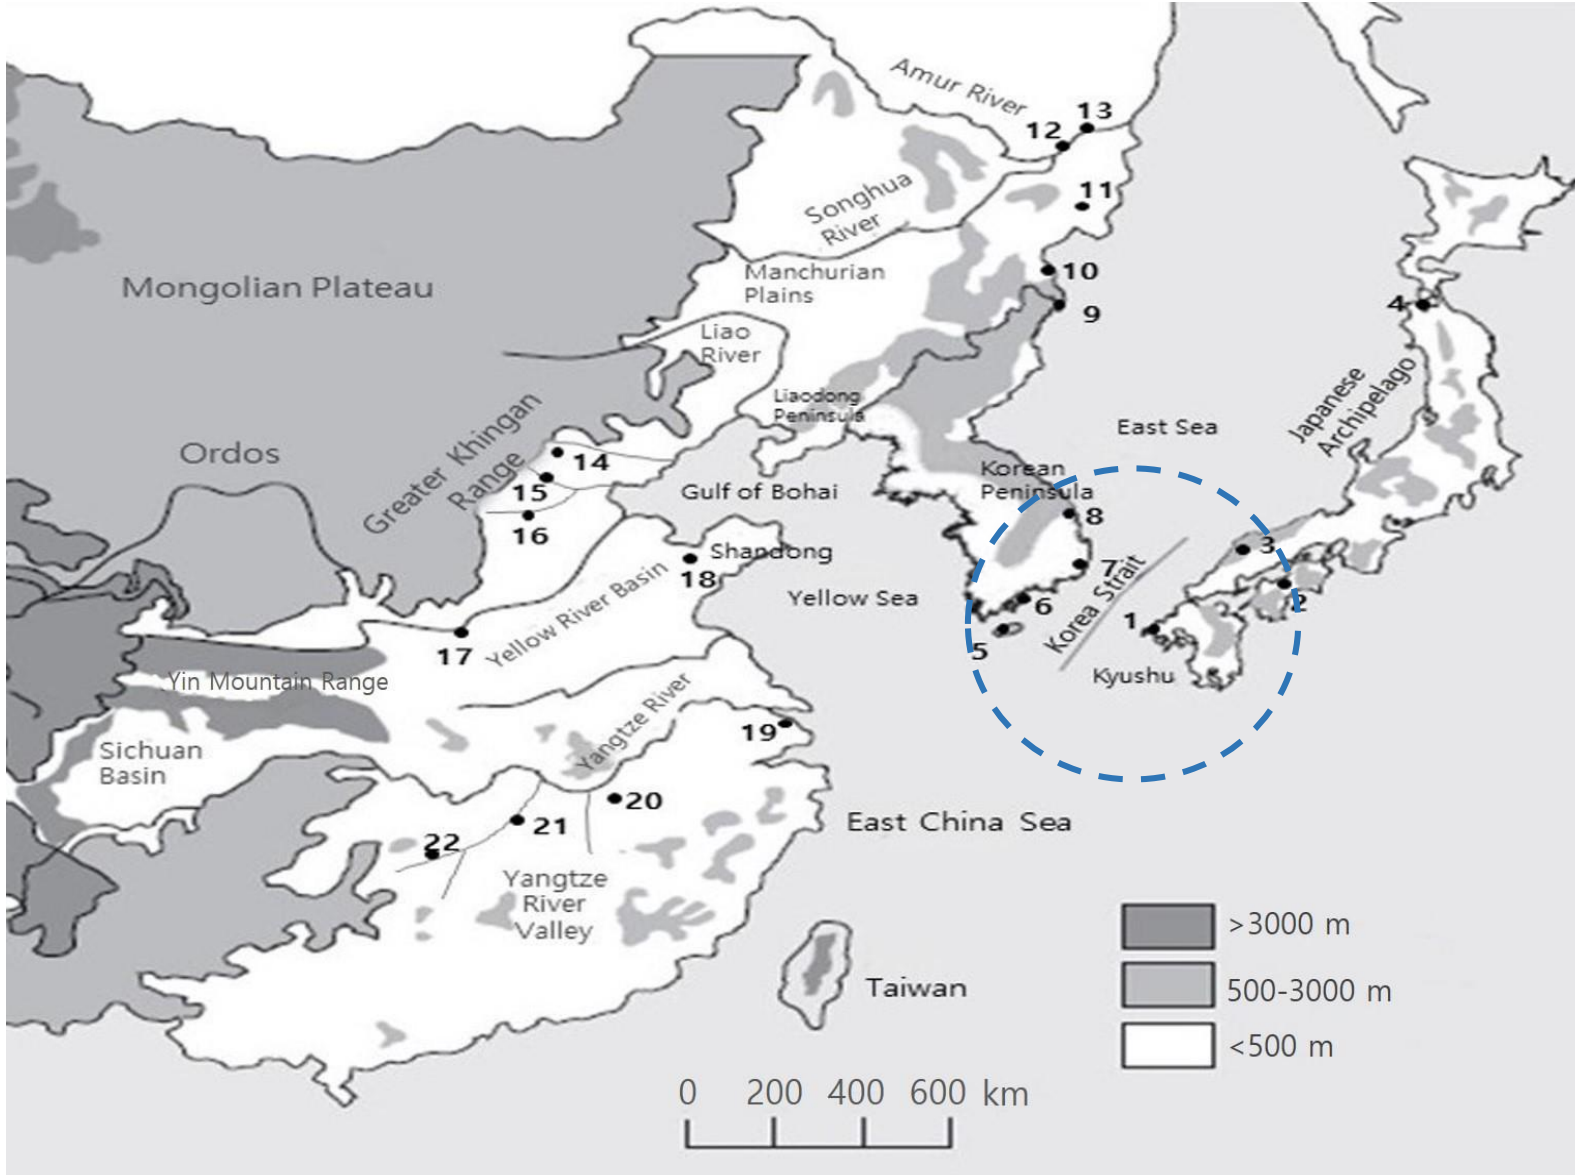 Amur River
13
12
11
Songhua
River
Mongolian Plateau
Manchurian
Plains
10
9
4
Liao
River
Liaodong
Peninsula
Japanese
Archipelago
East Sea
Greater Khingan
Range
Ordos
14
15
16
Gulf of Bohai
Korean
Peninsula
8
3
7
Shandong
18
Yellow Sea
6
5
Korea Strait
1
2
Kyushu
17
Yellow River Basin
Yin Mountain Range
Yangtze River
19
Sichuan
Basin
20
21
22
East China Sea
Yangtze
River
Valley
Taiwan
>3000 m
500-3000 m
<500 m
0 200 400 600 km